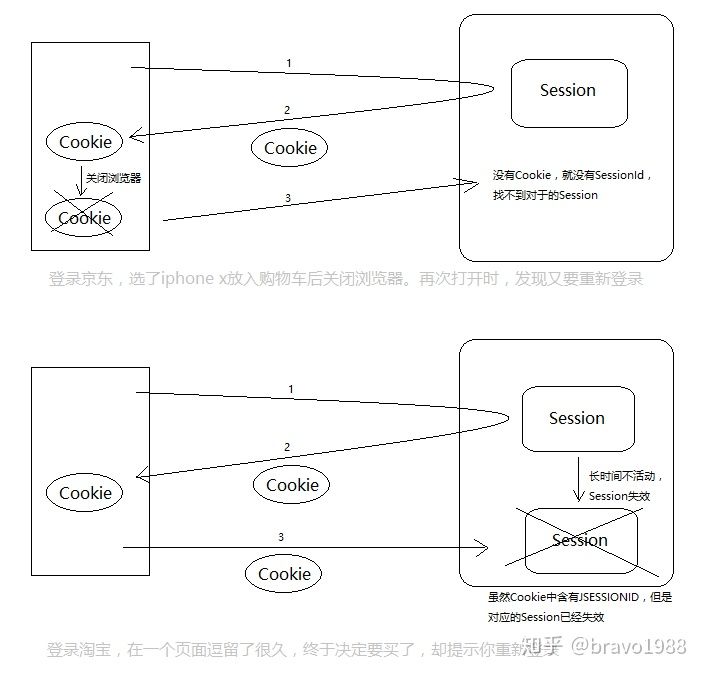 1
Session
2
Cookie
Cookie
关闭浏览器
没有Cookie，就没有SessionId，
找不到对于的Session
3
Cookie
登录京东，选了iphone x放入购物车后关闭浏览器。再次打开时，发现又要重新登录
1
Session
2
长时间不活动，
Session失效
Cookie
Cookie
3
Session
Cookie
虽然Cookie中含有JSESSIONID，但是
对应的Session已经失效
登录淘宝，在一个页面逗留了很久，终于决定要买了，却提示你重新登录
知乎 @bravo1988